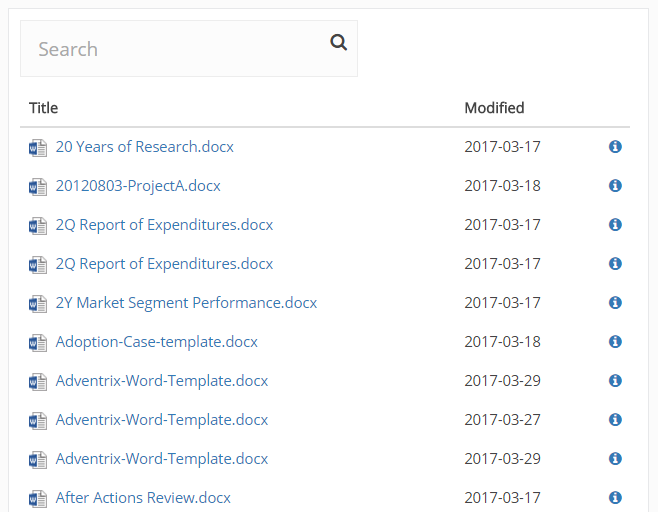 Search
Title Modified
20 Years of Research.docx 2017-03-17
20120803-ProjectA.docx 2017-03-18
2Q Report of Expenditures.docx 2017-03-17
2Q Report of Expenditures.docx 2017-03-17
2Y Market Segment Performance.docx 2017-03-17
Adoption-Case-template.docx 2017-03-18
Adventrix-Word-Template.docx 2017-03-29
Adventrix-Word-Template.docx 2017-03-27
Adventrix-Word-Template.docx 2017-03-29
After Actions Review.docx 2017-03-17